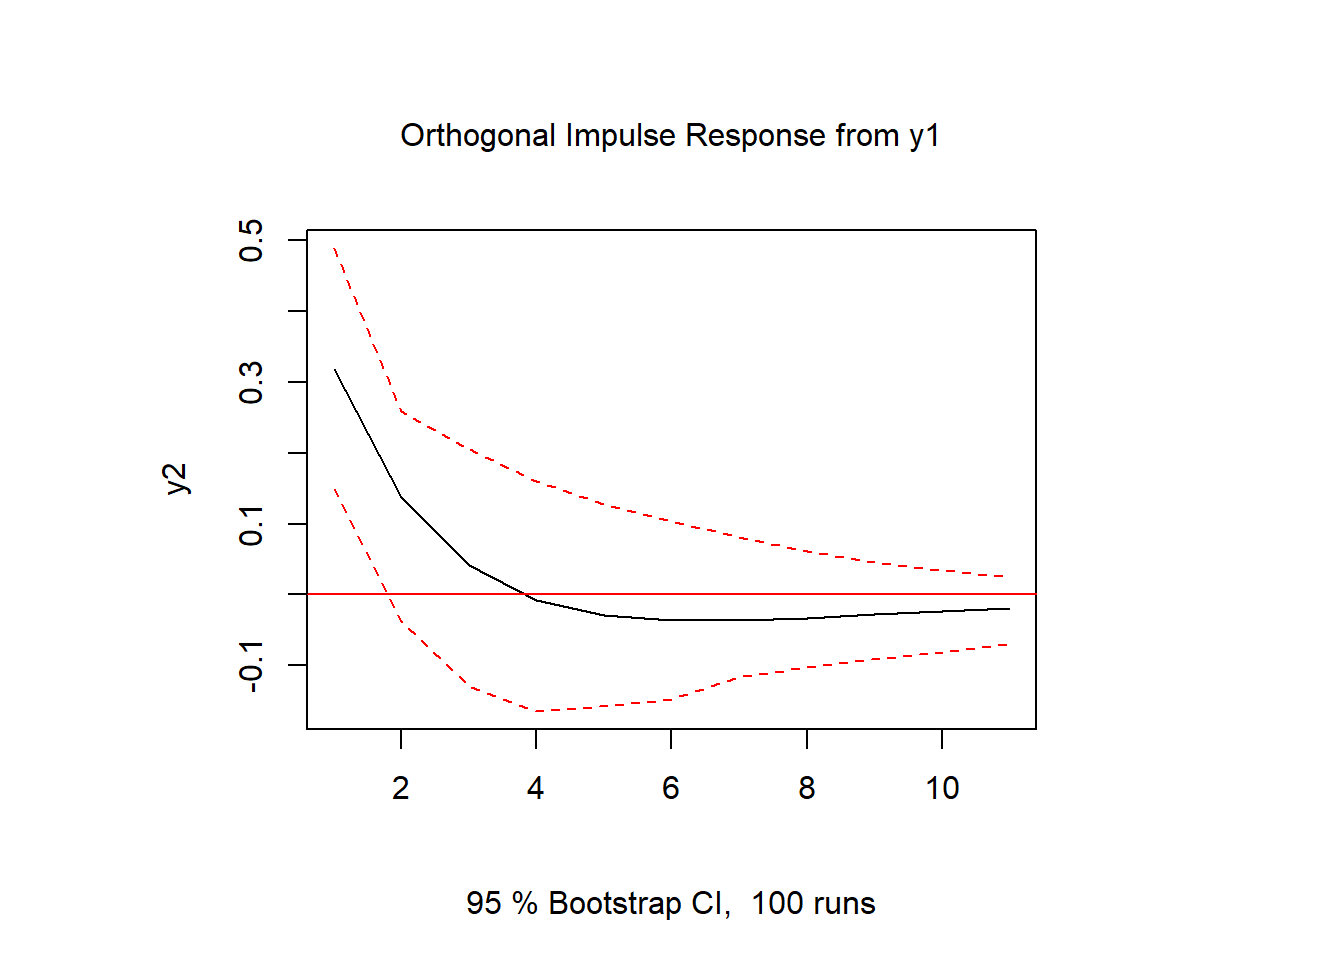 Orthogonal Impulse Response from y1
0.5
0.3
0.1
-0.1
y2
2 4 6 8 10
95 % Bootstrap CI,  100 runs